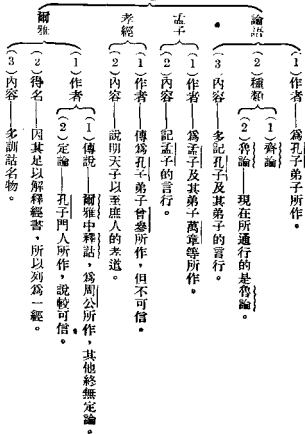 論語
(1)作者——為孔子弟子所作。
(2)種類
(1)齊論
(2)魯論——現在所通行的是魯論。
(3)內容——多記孔子及其弟子的言行。
孟子
(1)作者——為孟子及其弟子萬章等所作。
(2)內容——記孟子的言行。
孝經
(1)作者——傳為孔子弟子曾參所作，但不可信。
(2)內容——說明天子以至庶人的孝道。
爾雅
(1)作者
(1)傳說——爾雅中釋詁，為周公所作，其他終無定論。
(2)定論——孔子門人所作，說較可信。
(2)得名——因其足以解釋經書，所以列為一經。
(3)內容——多訓詁名物。